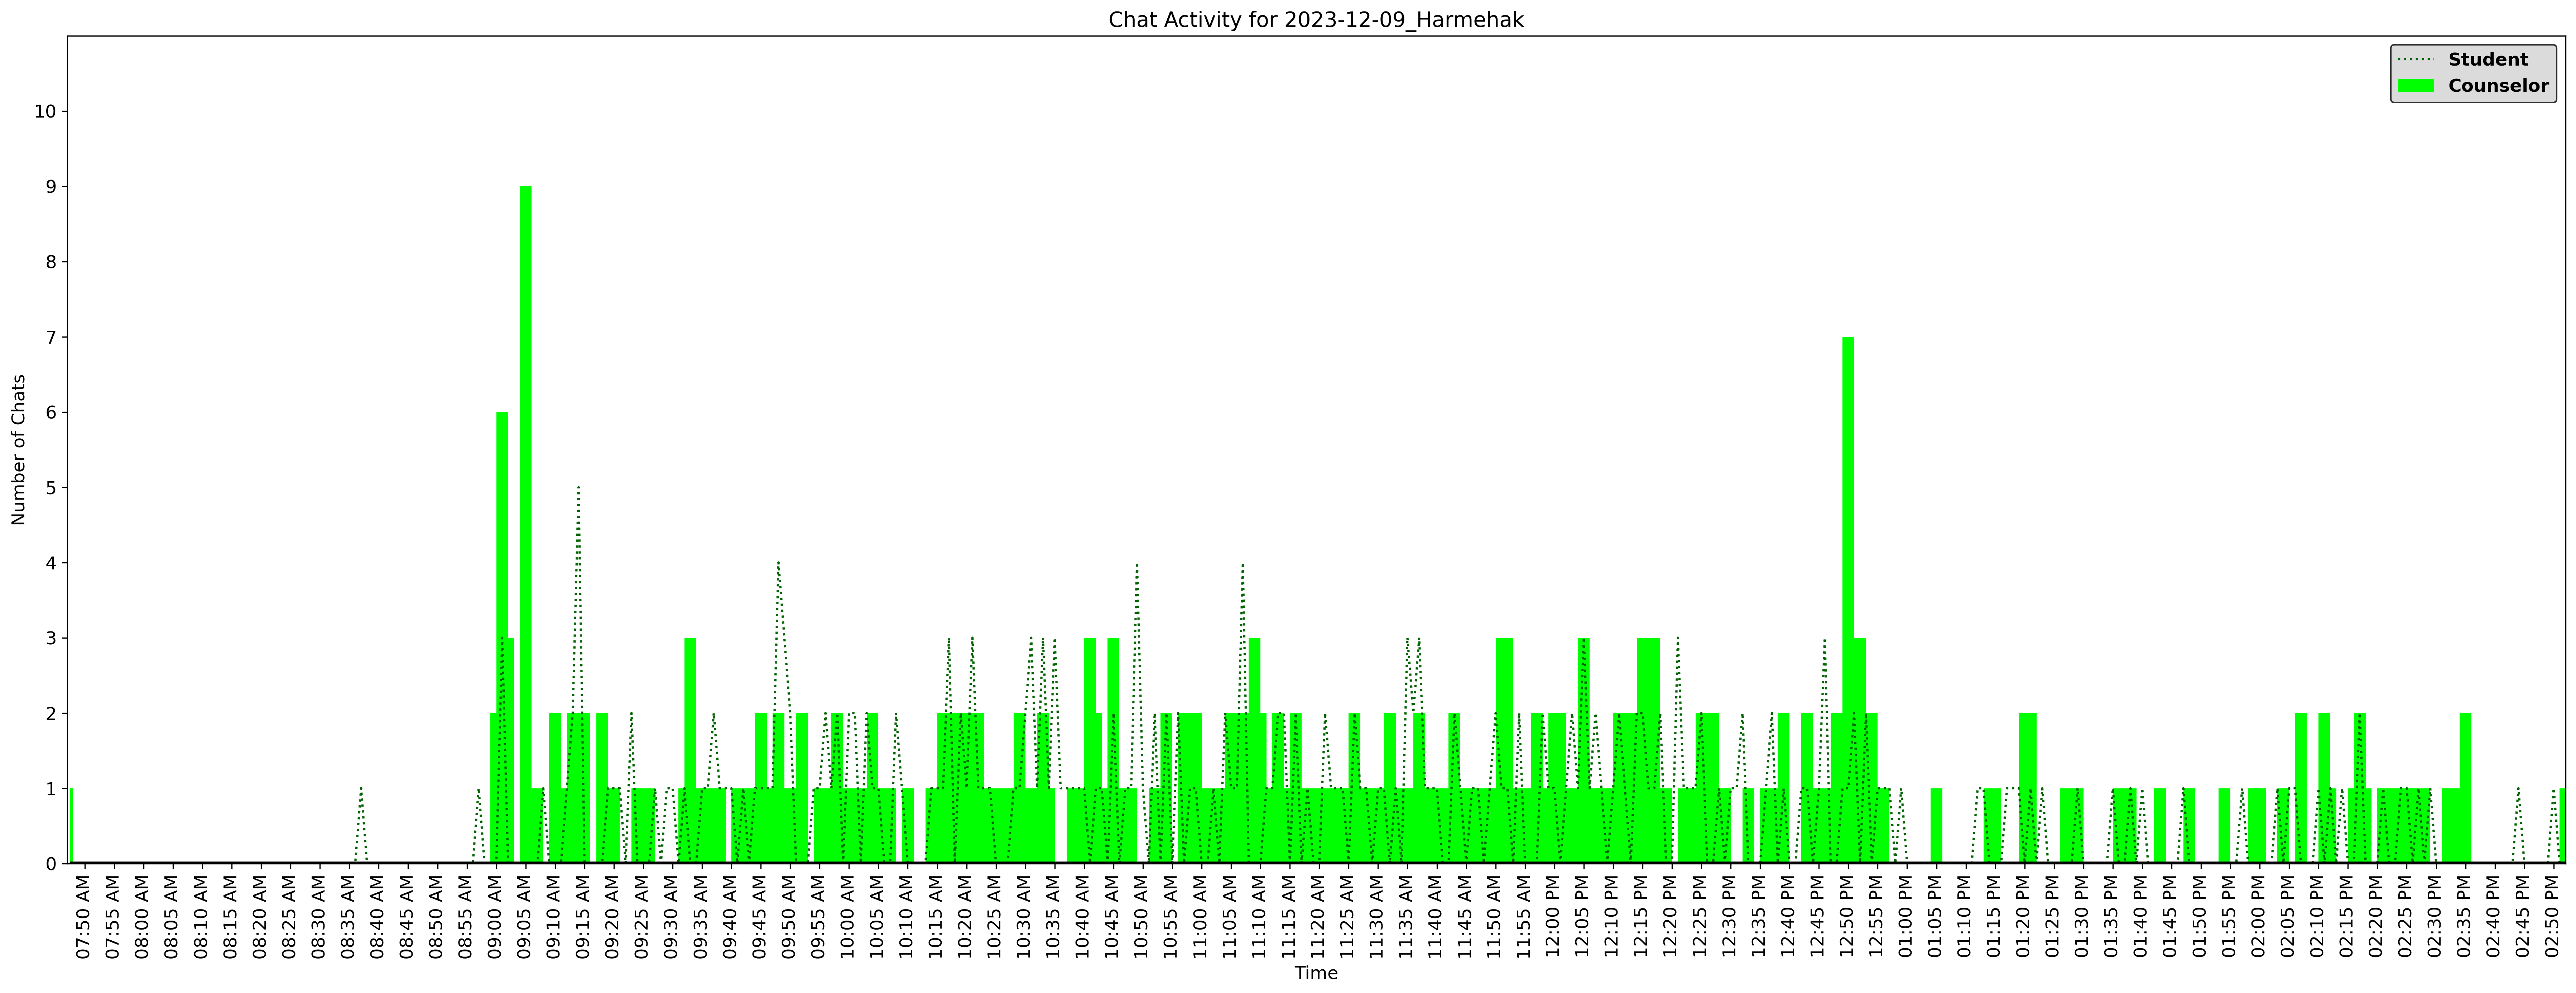 Chat Activity for 2023-12-09_Harmehak
Student
Counselor
Number of Chats
10
9
8
7
6
5
4
3
2
1
0
07:50 AM
07:55 AM
08:00 AM
08:05 AM
08:10 AM
08:15 AM
08:20 AM
08:25 AM
08:30 AM
08:35 AM
08:40 AM
08:45 AM
08:50 AM
08:55 AM
09:00 AM
09:05 AM
09:10 AM
09:15 AM
09:20 AM
09:25 AM
09:30 AM
09:35 AM
09:40 AM
09:45 AM
09:50 AM
09:55 AM
10:00 AM
10:05 AM
10:10 AM
10:15 AM
10:20 AM
10:25 AM
10:30 AM
10:35 AM
10:40 AM
10:45 AM
10:50 AM
10:55 AM
11:00 AM
11:05 AM
11:10 AM
11:15 AM
11:20 AM
11:25 AM
11:30 AM
11:35 AM
11:40 AM
11:45 AM
11:50 AM
11:55 AM
12:00 PM
12:05 PM
12:10 PM
12:15 PM
12:20 PM
12:25 PM
12:30 PM
12:35 PM
12:40 PM
12:45 PM
12:50 PM
12:55 PM
01:00 PM
01:05 PM
01:10 PM
01:15 PM
01:20 PM
01:25 PM
01:30 PM
01:35 PM
01:40 PM
01:45 PM
01:50 PM
01:55 PM
02:00 PM
02:05 PM
02:10 PM
02:15 PM
02:20 PM
02:25 PM
02:30 PM
02:35 PM
02:40 PM
02:45 PM
02:50 PM
Time